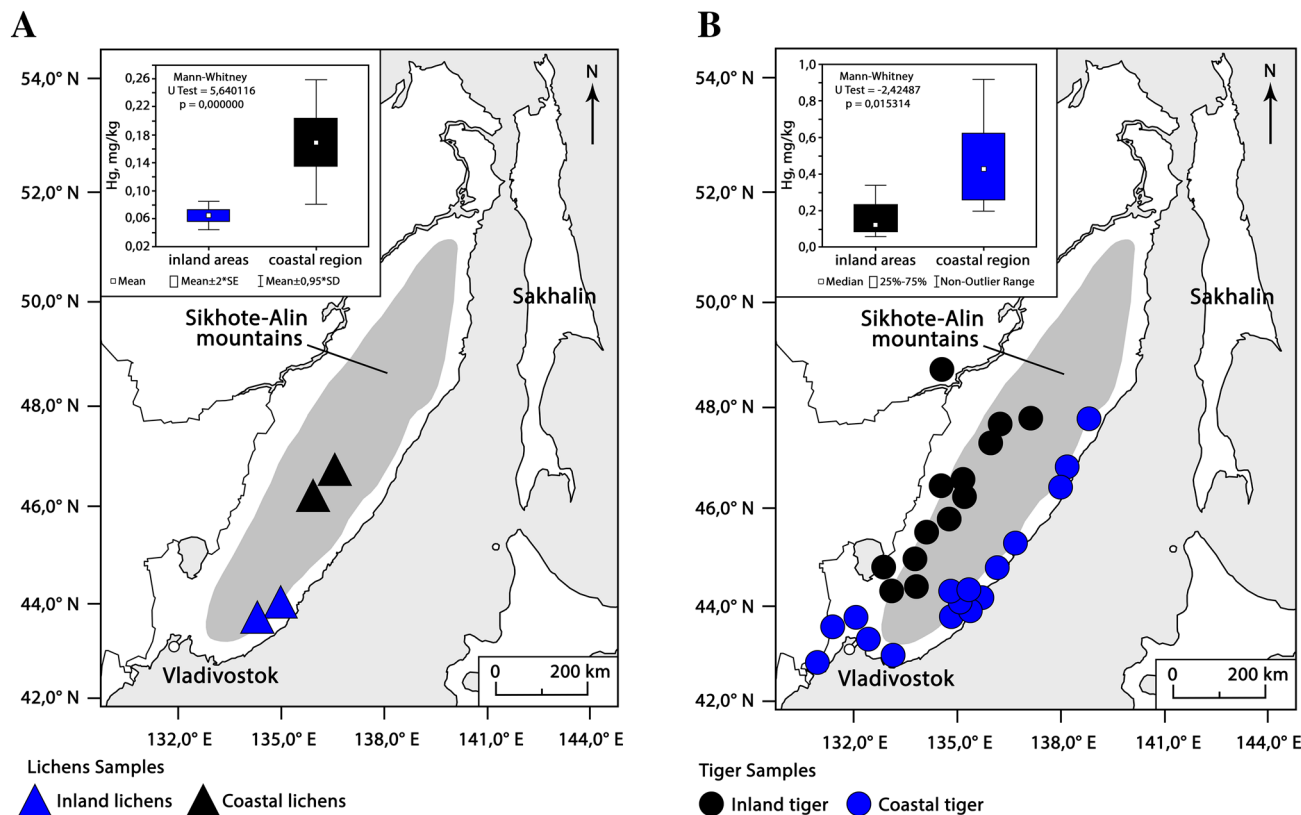 A
54,0° N
52,0° N
50,0° N
48,0° N
46,0° N
44,0° N
42,0° N
132,0° E
135,0° E
138,0° E
141,0° E
144,0° E
Hg, mg/kg
0,26
0,22
0,18
0,14
0,10
0,06
0,02
Mann-Whitney
U Test = 5,640116
p = 0,000000
inland areas
coastal region
Mean
Mean±2*SE
Mean±0,95*SD
N
Sakhalin
Sikhote-Alin
mountains
Vladivostok
0
200 km
Lichens Samples
Inland lichens
Coastal lichens
B
54,0° N
52,0° N
50,0° N
48,0° N
46,0° N
44,0° N
42,0° N
132,0° E
135,0° E
138,0° E
141,0° E
144,0° E
Hg, mg/kg
1,0
0,8
0,6
0,4
0,2
0,0
Mann-Whitney
U Test = -2,42487
p = 0,015314
inland areas
coastal region
Median
25%-75%
Non-Outlier Range
N
Sakhalin
Sikhote-Alin
mountains
Vladivostok
0
200 km
Tiger Samples
Inland tiger
Coastal tiger